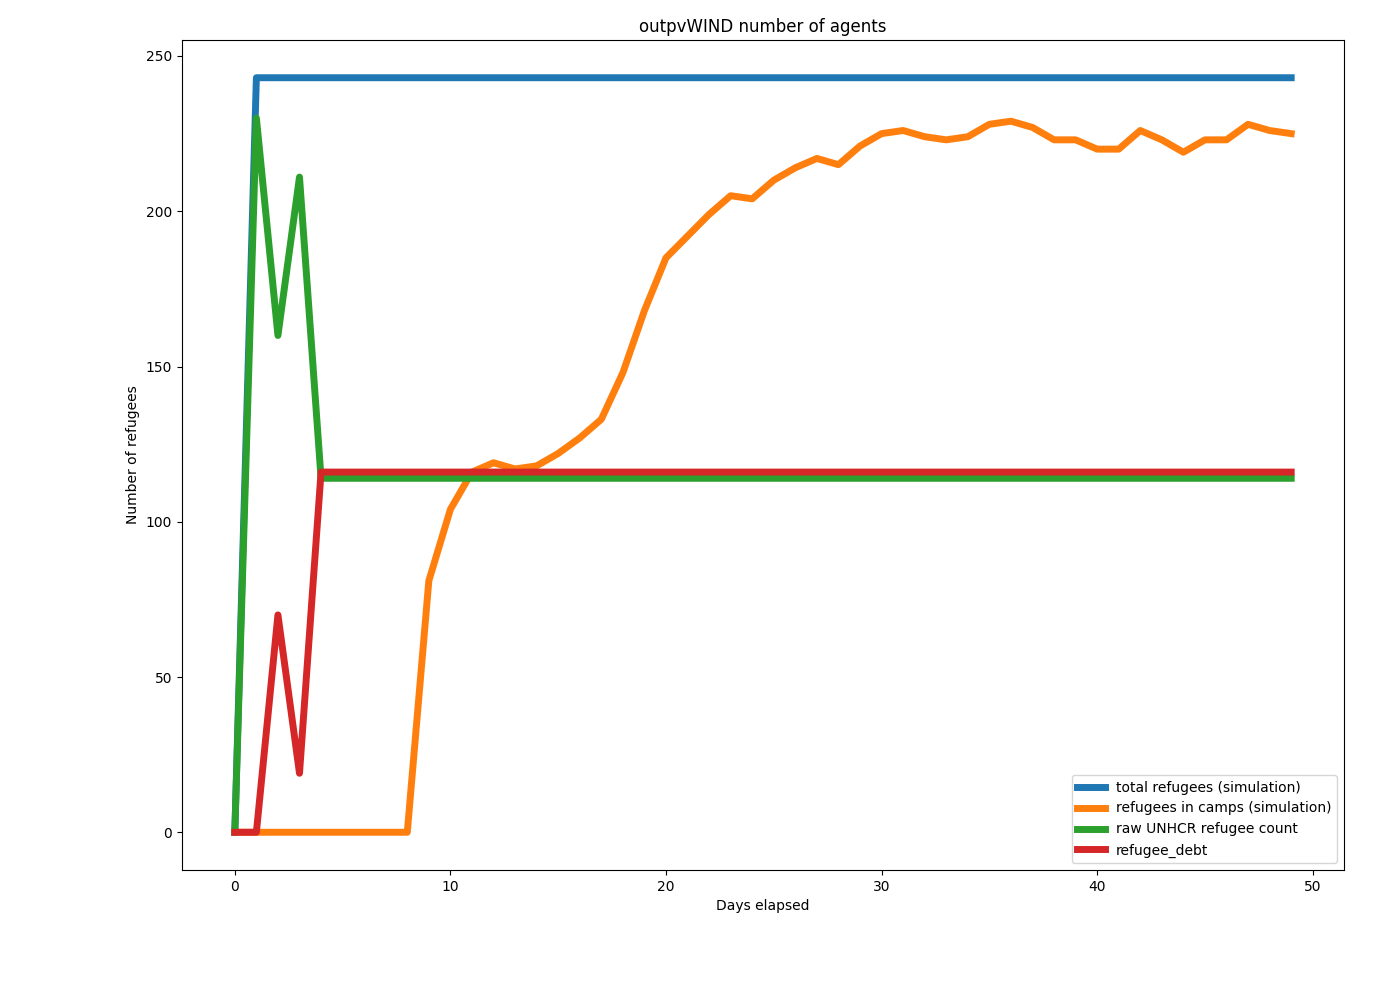 outpvWIND number of agents
250
200
150
100
50
0
Number of refugees
0 10 20 30 40 50
Days elapsed
total refugees (simulation)
refugees in camps (simulation)
raw UNHCR refugee count
refugee_debt